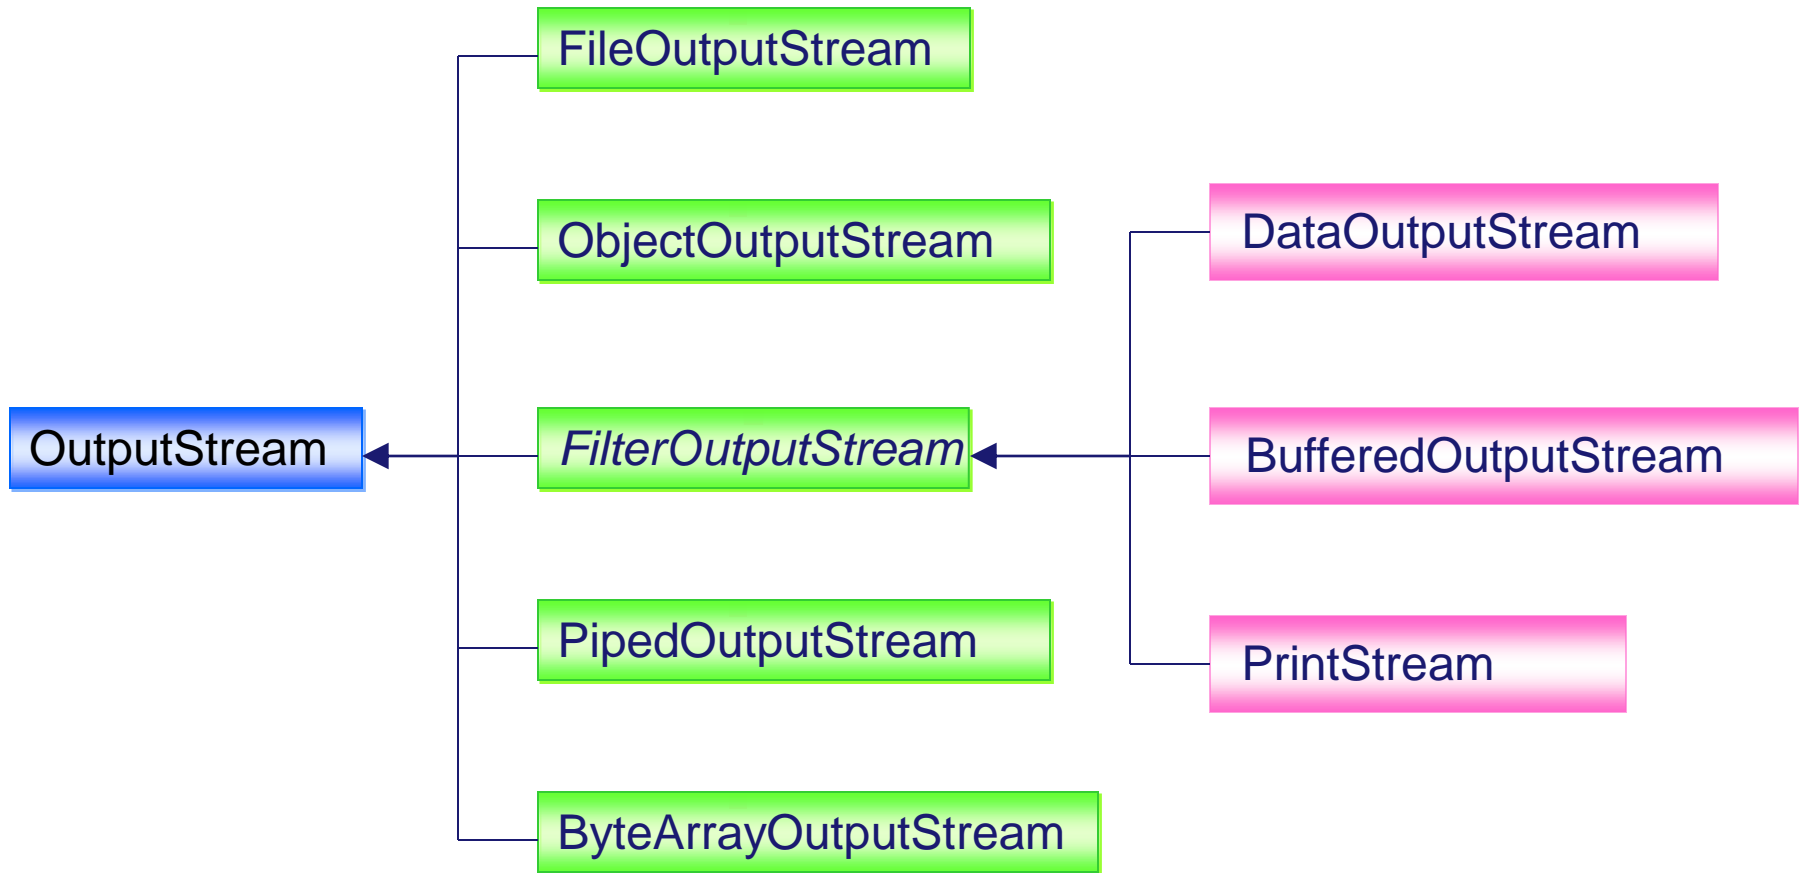 FileOutputStream
ObjectOutputStream
DataOutputStream
OutputStream
FilterOutputStream
BufferedOutputStream
PipedOutputStream
PrintStream
ByteArrayOutputStream